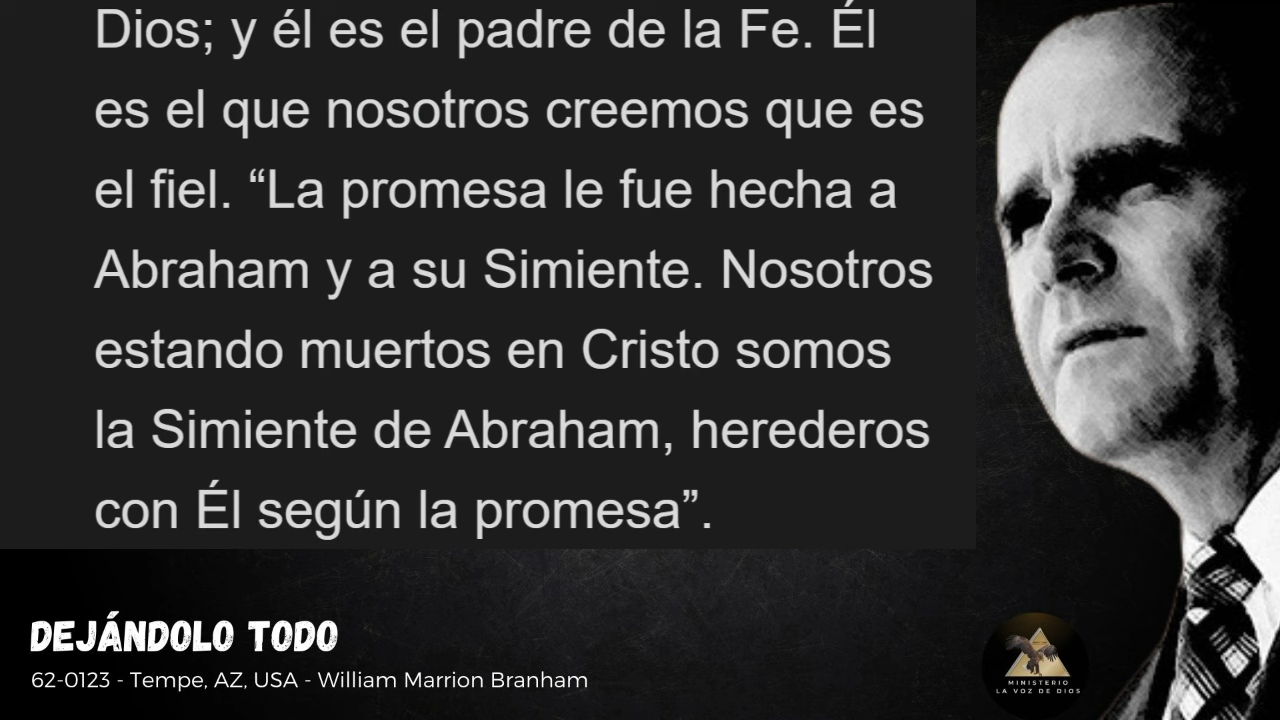 Dios; y él es el padre de la Fe. Él
es el que nosotros creemos que es
el fiel. “La promesa le fue hecha a
Abraham y a su Simiente. Nosotros
estando muertos en Cristo somos
la Simiente de Abraham, herederos
con Él según la promesa”.
DEJÁNDOLO TODO
62-0123 - Tempe, AZ, USA - William Marrion Branham
MINISTERIO
LA VOZ DE DIOS